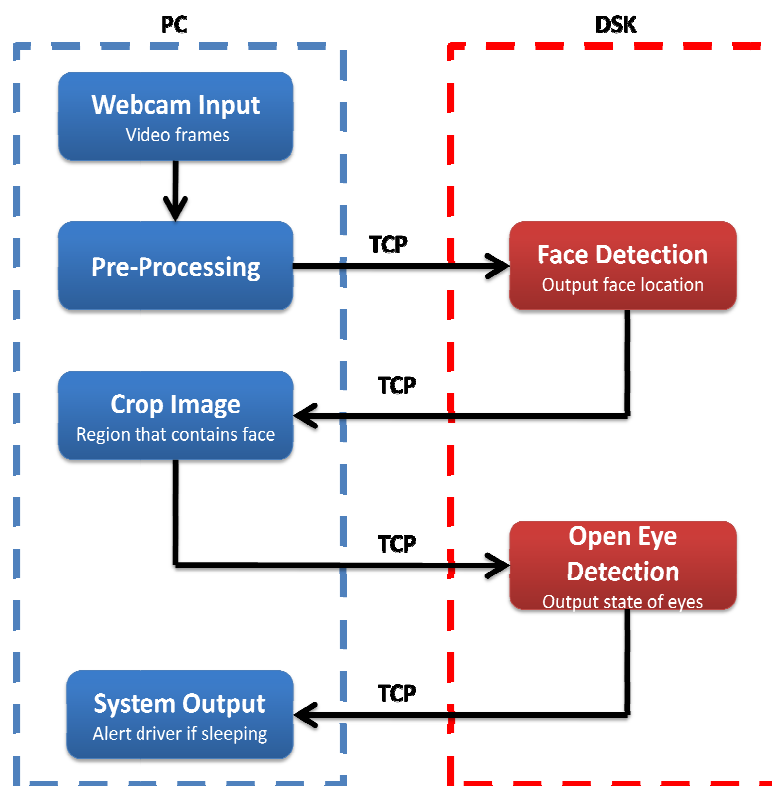 PC
DSK
Webcam Input
Video frames
Pre-Processing
TCP
Face Detection
Output face location
TCP
Crop Image
Region that contains face
TCP
Open Eye
Detection
Output state of eyes
TCP
System Output
Alert driver if sleeping